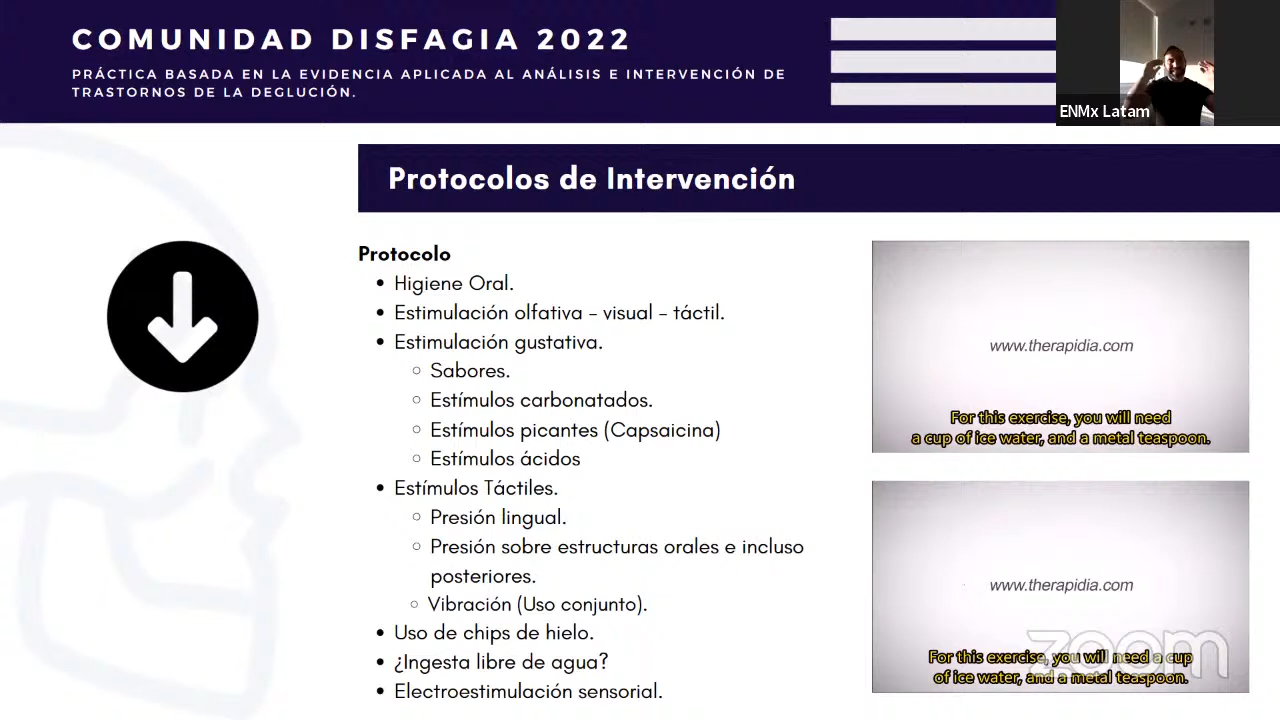 COMUNIDAD DISFAGIA 2022
PRÁCTICA BASADA EN LA EVIDENCIA APLICADA AL ANÁLISIS E INTERVENCIÓN DE
TRASTORNOS DE LA DEGLUCIÓN.
ENMx Latam
Protocolos de Intervención
Protocolo
• Higiene Oral.
• Estimulación olfativa - visual - táctil.
• Estimulación gustativa.
○ Sabores.
○ Estímulos carbonatados.
○ Estímulos picantes (Capsaicina)
○ Estímulos ácidos
• Estímulos Táctiles.
○ Presión lingual.
○ Presión sobre estructuras orales e incluso
posteriores.
○ Vibración (Uso conjunto).
• Uso de chips de hielo.
• ¿Ingesta libre de agua?
• Electroestimulación sensorial.
www.therapidia.com
For this exercise, you will need
a cup of ice water, and a metal teaspoon.
www.therapidia.com
For this exercise, you will need a cup
of ice water, and a metal teaspoon.
zoom